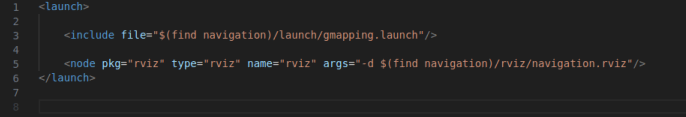 1 <launch>
2
3 <include file="$(find navigation)/launch/gmapping.launch"/>
4
5 <node pkg="rviz" type="rviz" name="rviz" args="-d $(find navigation)/rviz/navigation.rviz"/>
6 </launch>
7
8